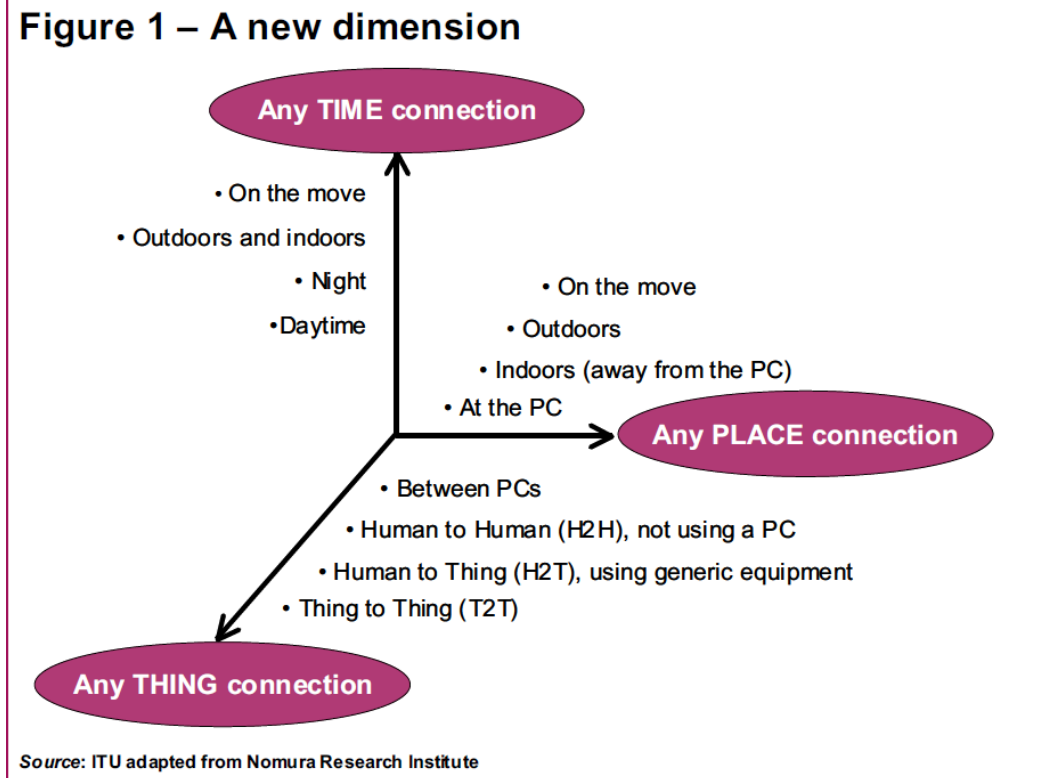 Figure 1 – A new dimension
Any TIME connection
• On the move
• Outdoors and indoors
• Night
•Daytime
• On the move
• Outdoors
• Indoors (away from the PC)
• At the PC
Any PLACE connection
• Between PCs
• Human to Human (H2H), not using a PC
• Human to Thing (H2T), using generic equipment
• Thing to Thing (T2T)
Any THING connection
Source: ITU adapted from Nomura Research Institute